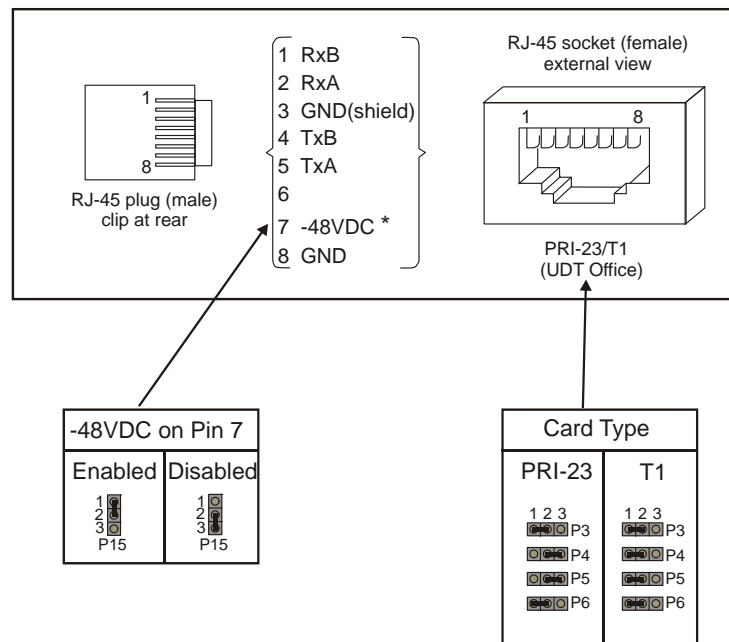 RJ-45 socket (female)
external view
1 RxB
2 RxA
3 GND(shield)
4 TxB
5 TxA
6
7 -48VDC *
8 GND
1
8
RJ-45 plug (male)
clip at rear
1 8
PRI-23/T1
(UDT Office)
-48VDC on Pin 7
Enabled Disabled
1
2
3
P15
1
2
3
P15
Card Type
PRI-23 T1
1 2 3 1 2 3
P3 P3
P4 P4
P5 P5
P6 P6